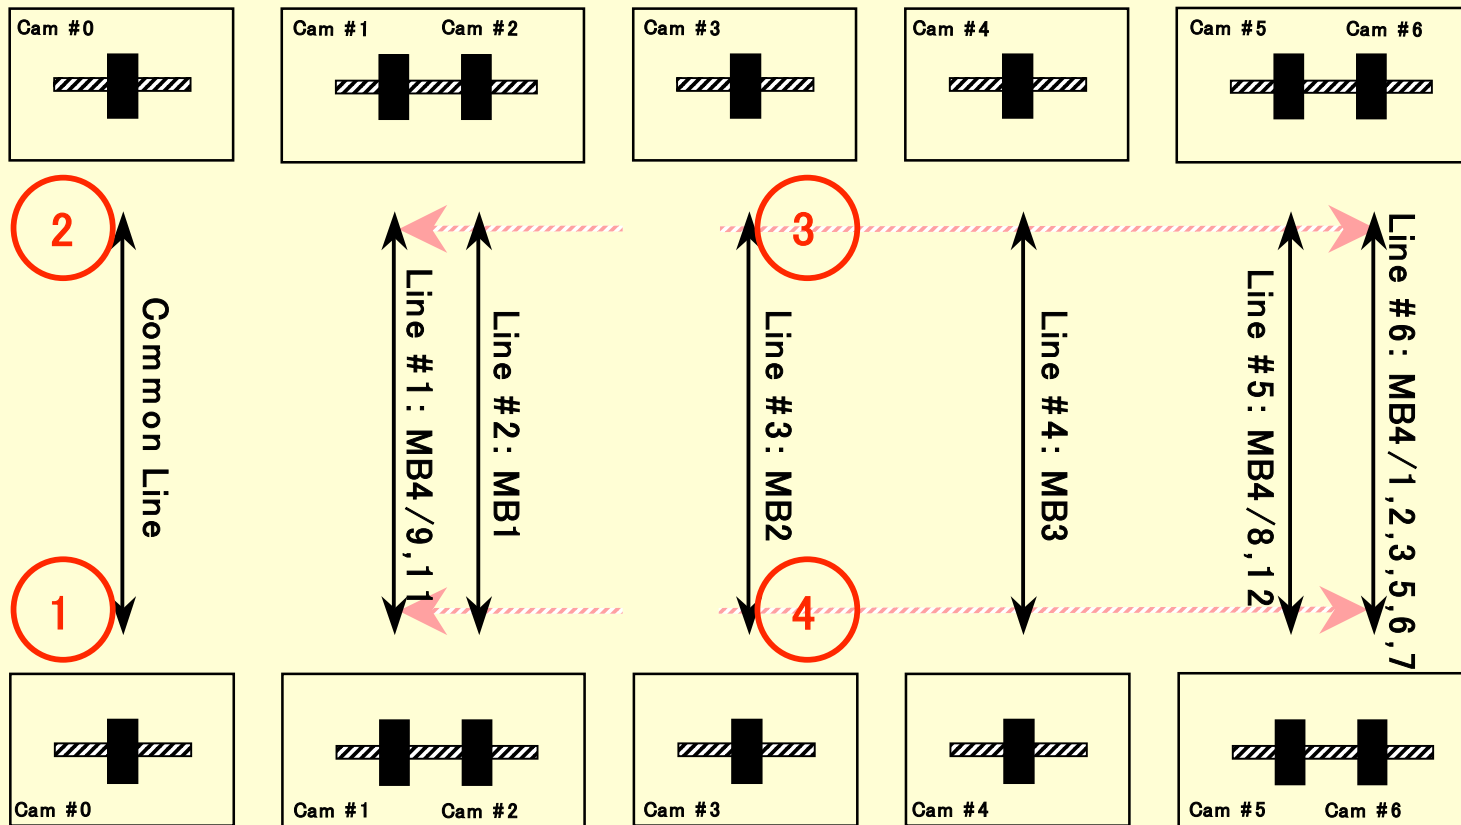 Cam #0
Cam #1
Cam #2
Cam #3
Cam #4
Cam #5
Cam #6
2
3
Common Line
Line #1: MB4/9,11
Line #2: MB1
Line #3: MB2
Line #4: MB3
Line #5: MB4/8,12
Line #6: MB4/1,2,3,5,6,7
1
4
Cam #0
Cam #1
Cam #2
Cam #3
Cam #4
Cam #5
Cam #6